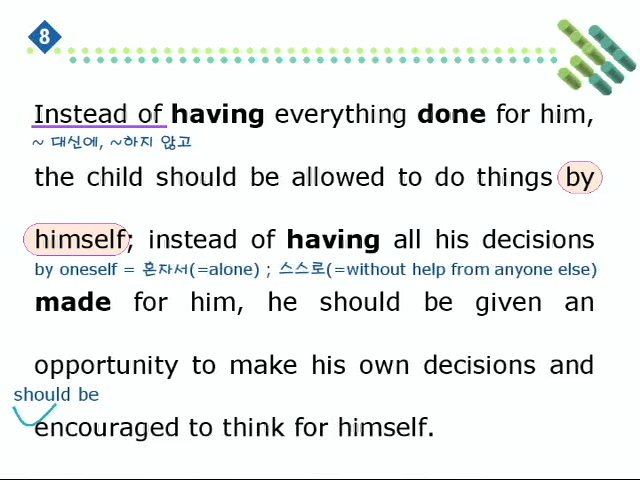 8
Instead of having everything done for him,
~ 대신에, ~하지 않고
the child should be allowed to do things by
himself; instead of having all his decisions
by oneself = 혼자서(=alone) ; 스스로(=without help from anyone else)
made for him, he should be given an
opportunity to make his own decisions and
should be
encouraged to think for himself.